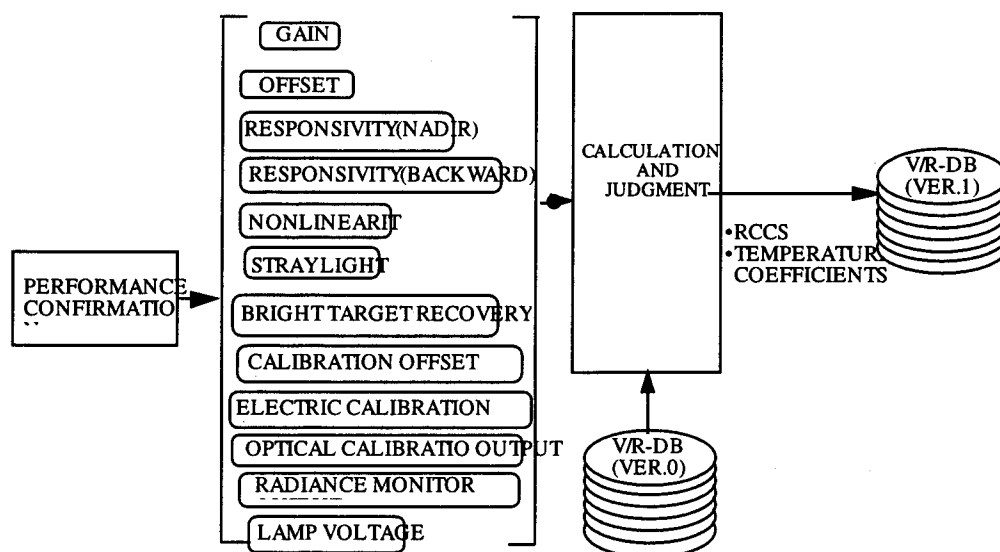 PERFORMANCE
CONFIRMATIO
GAIN
OFFSET
RESPONSIVITY(NADIR)
RESPONSIVITY(BACKWARD)
NONLINEARIT
STRAYLIGHT
BRIGHT TARGET RECOVERY
CALIBRATION OFFSET
ELECTRIC CALIBRATION
OPTICAL CALIBRATIO OUTPUT
RADIANCE MONITOR
LAMP VOLTAGE
CALCULATION
AND
JUDGMENT
•RCCS
•TEMPERATUR
COEFFICIENTS
V/R-DB
(VER.1)
V/R-DB
(VER.0)